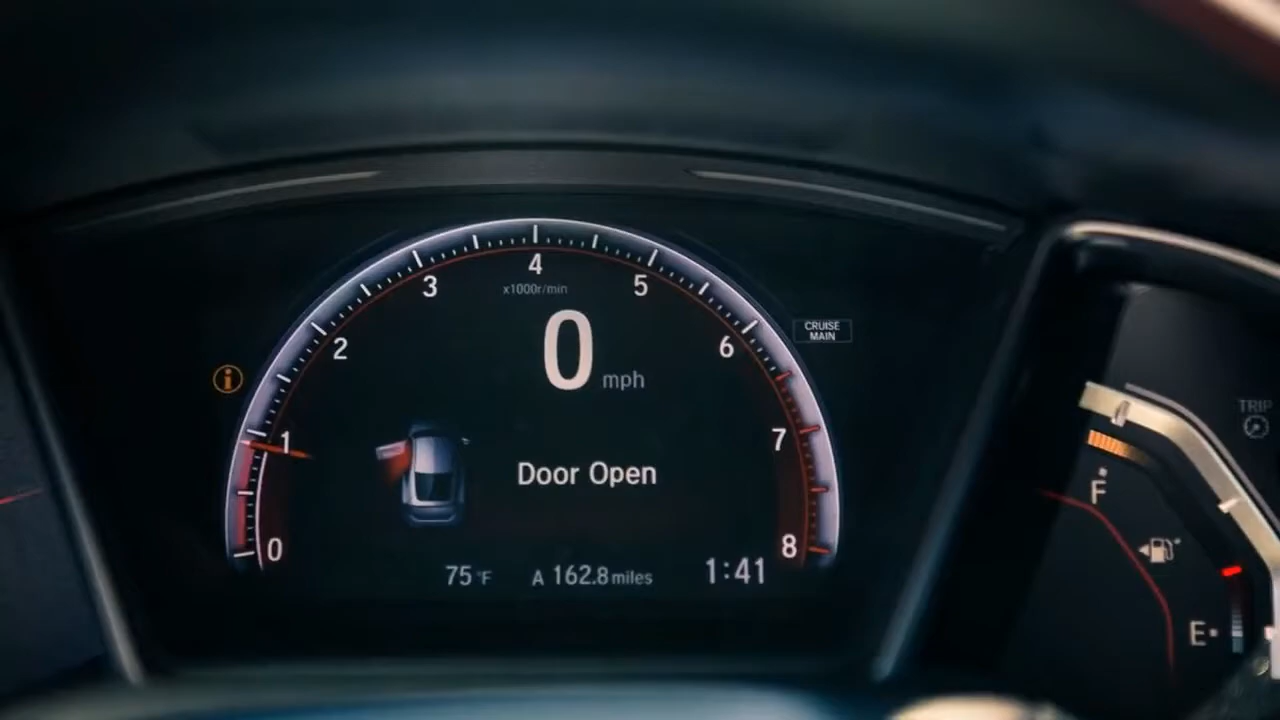 4
3
5
x1000r/min
0 mph
2
6
CRUISE
MAIN
i
1
7
Door Open
0
8
75°F
A 162.8 miles
1:41
TRIP
F
E